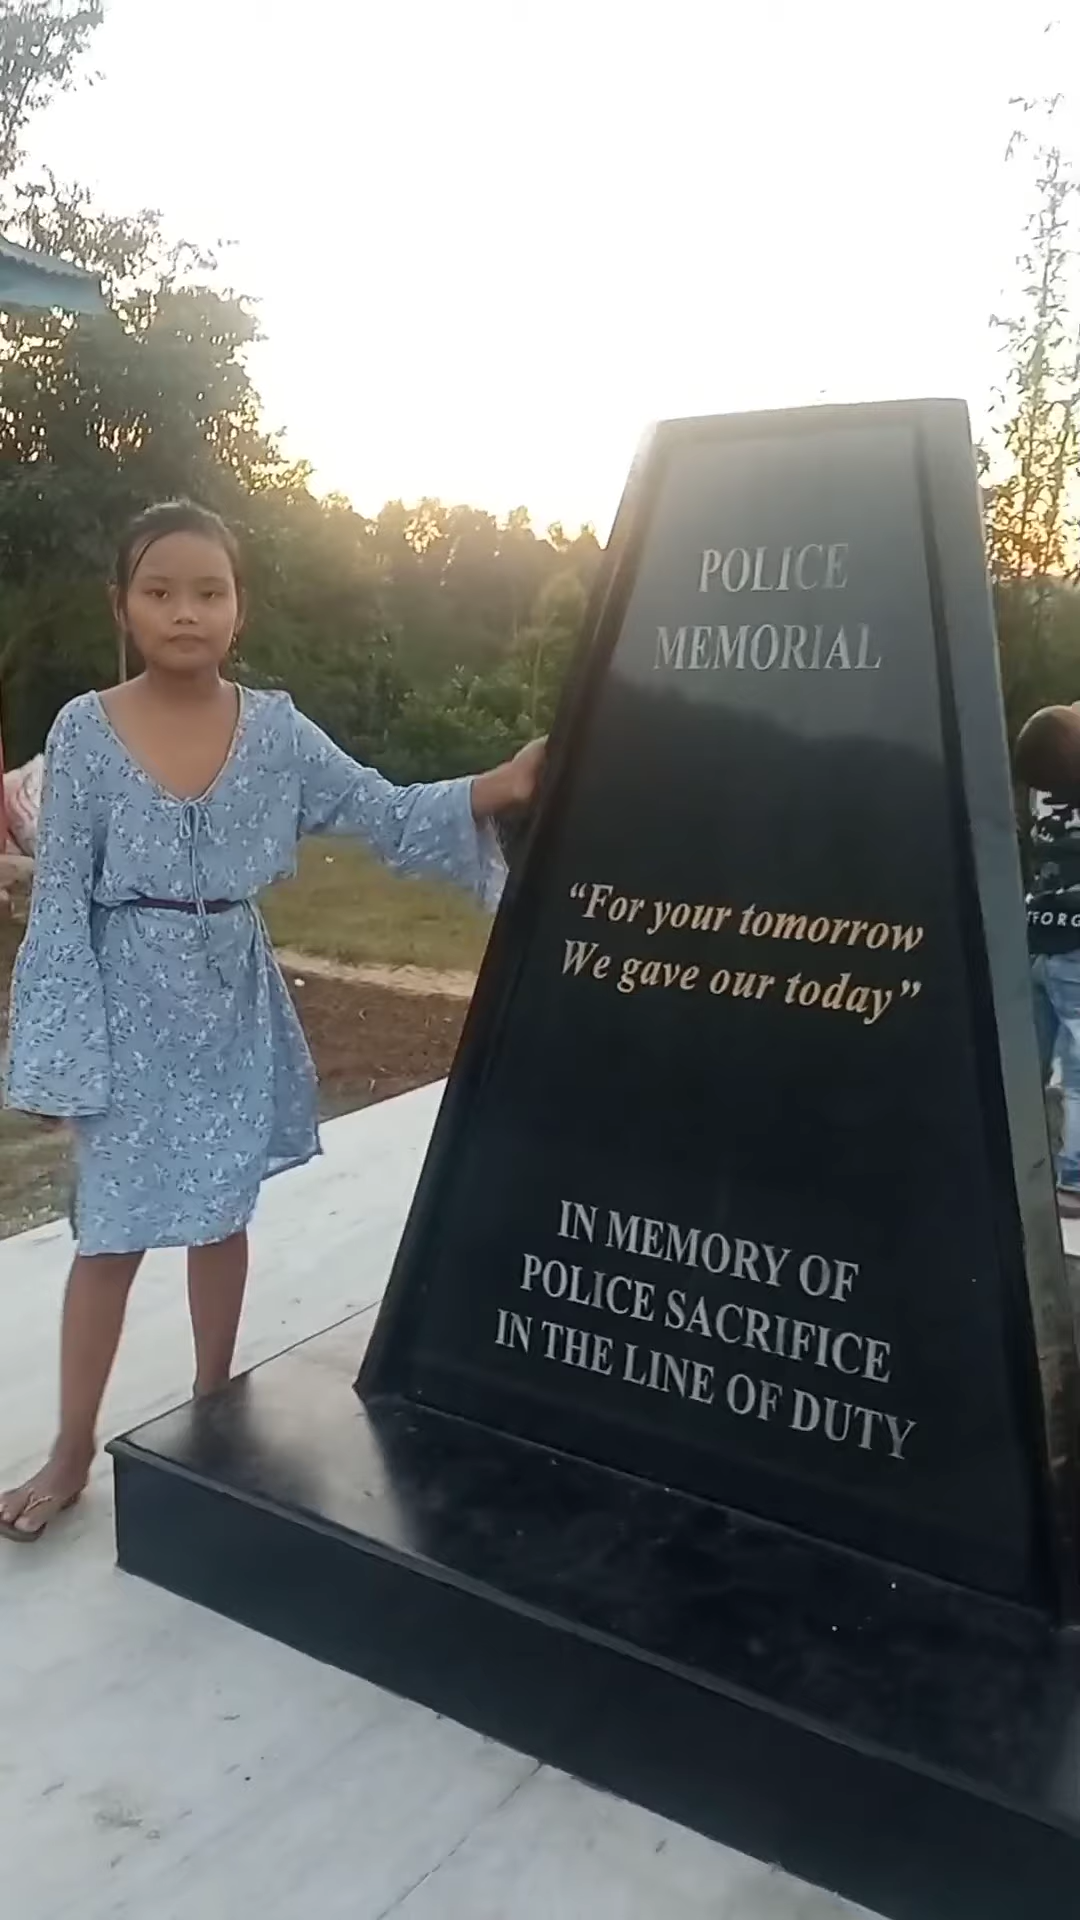 POLICE
MEMORIAL
“For your tomorrow
We gave our today”
IN MEMORY OF
POLICE SACRIFICE
IN THE LINE OF DUTY